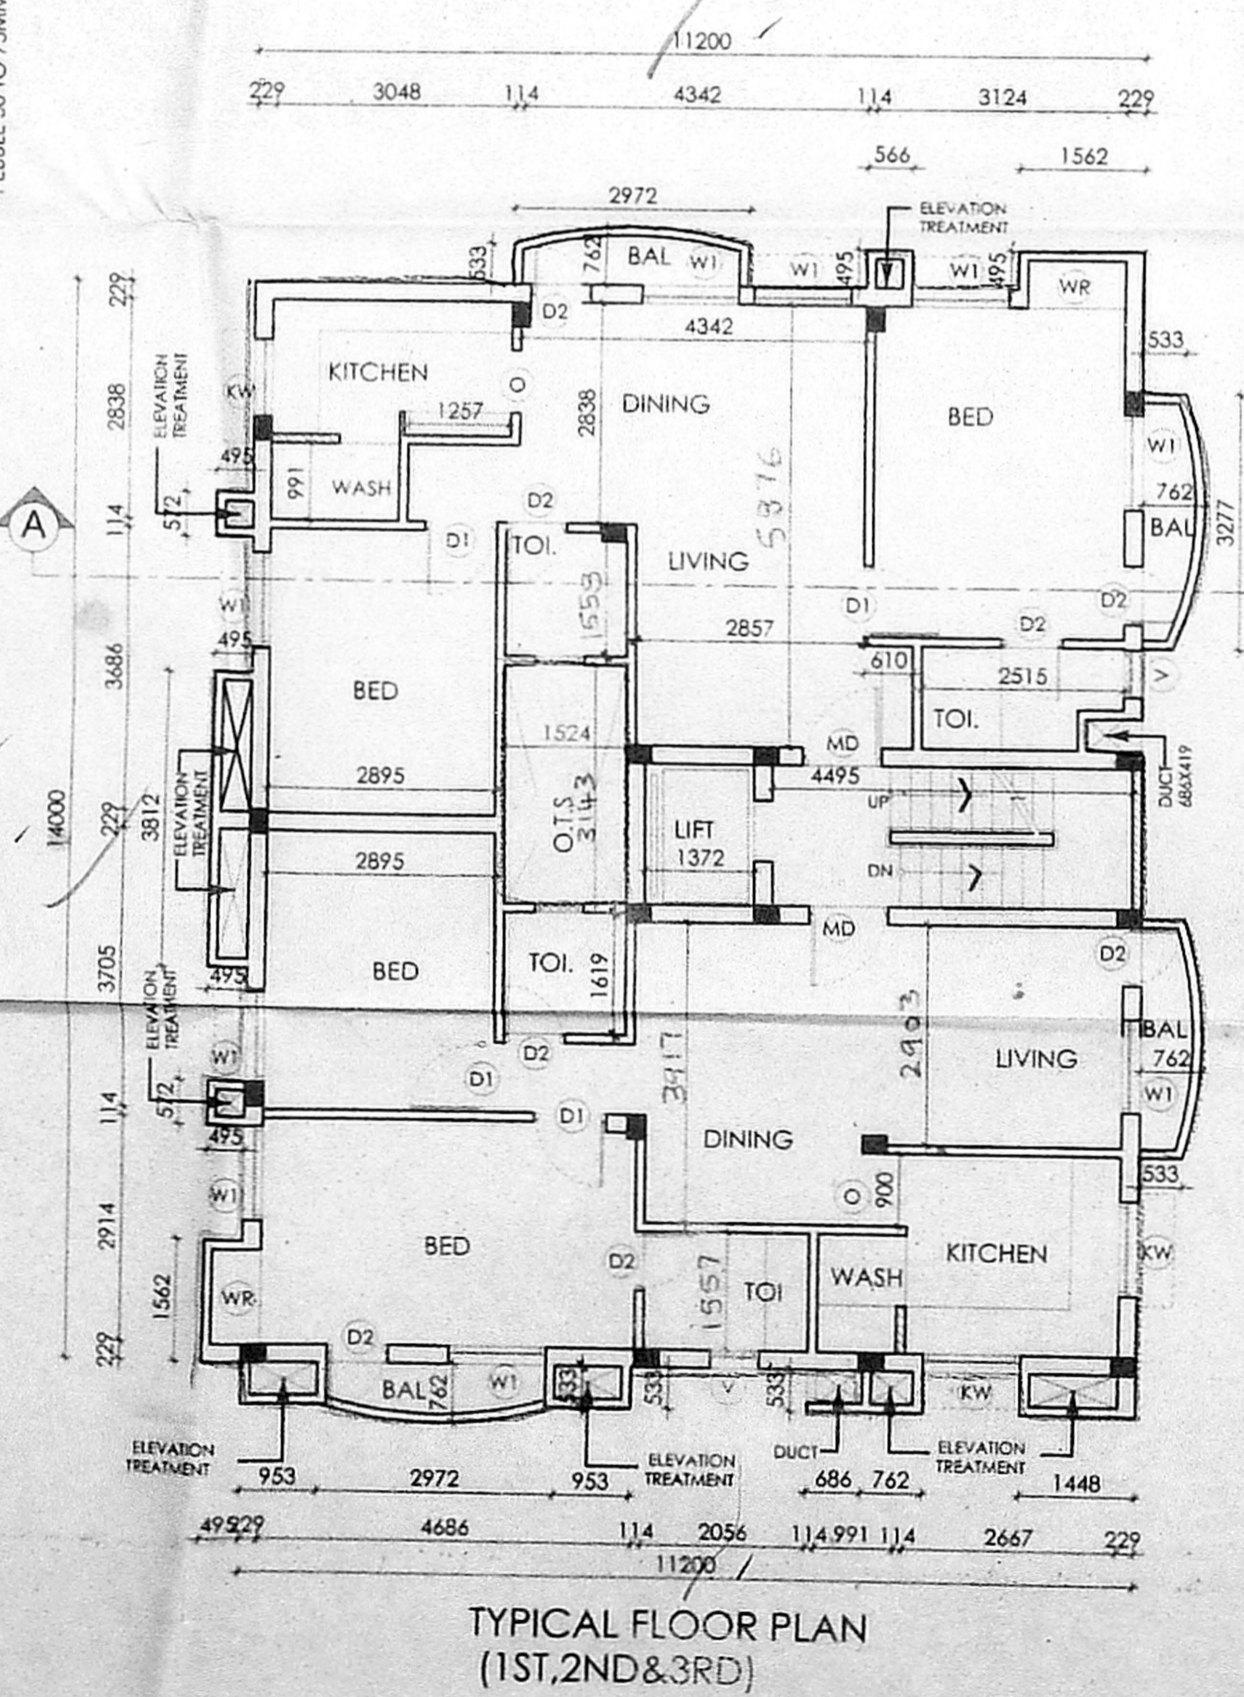 11200
229 3048 114 4342 114 3124 229
566 1562
2972
ELEVATION
TREATMENT
533 762 BAL W1 W1 495 W1 495 WR
229
D2 4342 533
ELEVATION
TREATMENT
2838
KW KITCHEN O 2838 DINING BED
1257
W1
495 991 WASH 5876 762
572 114 D2 BAL 3277
A
D1 TOI. LIVING
1553
W1 D1 D2 D2
495 2857
3686 610 2515 V
BED TOI.
1524 MD
2895 4495
DUCT
686X419
14000 3812 ELEVATION
TREATMENT
229 O.T.S 3143 LIFT UP
2895 1372 DN
MD D2
3705 495 BED TOI. 1619
ELEVATION
TREATMENT
W1 D2 3917 2903 LIVING BAL
762
572 114 D1 D1 W1
495 DINING
W1 O 900 533
2914 BED D2 KITCHEN KW
1562 WR 1557 TOI WASH
229 D2
BAL 762 W1 533 533 V 533 KW
ELEVATION
TREATMENT
ELEVATION
TREATMENT
DUCT
ELEVATION
TREATMENT
953 2972 953 686 762 1448
495 229 4686 114 2056 114 991 114 2667 229
11200
TYPICAL FLOOR PLAN
(1ST,2ND&3RD)